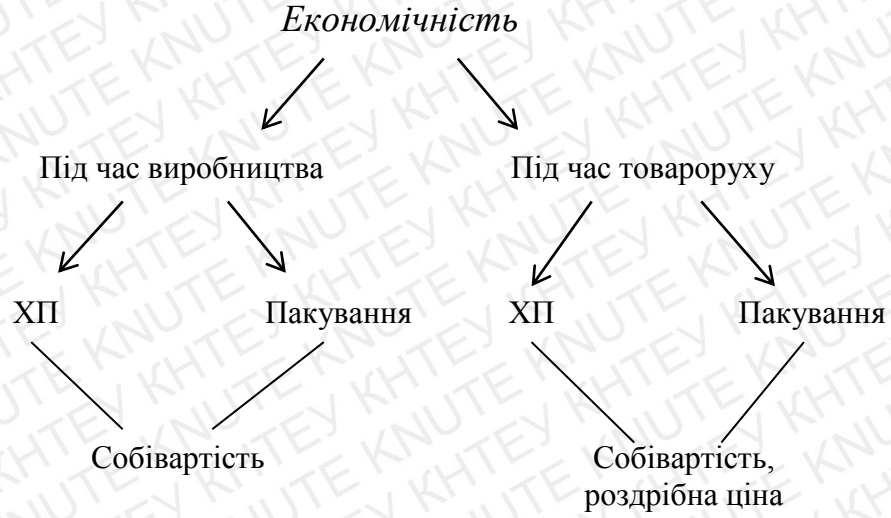 Економічність
Під час виробництва Під час товароруху
ХП Пакування ХП Пакування
Собівартість Собівартість,
роздрібна ціна